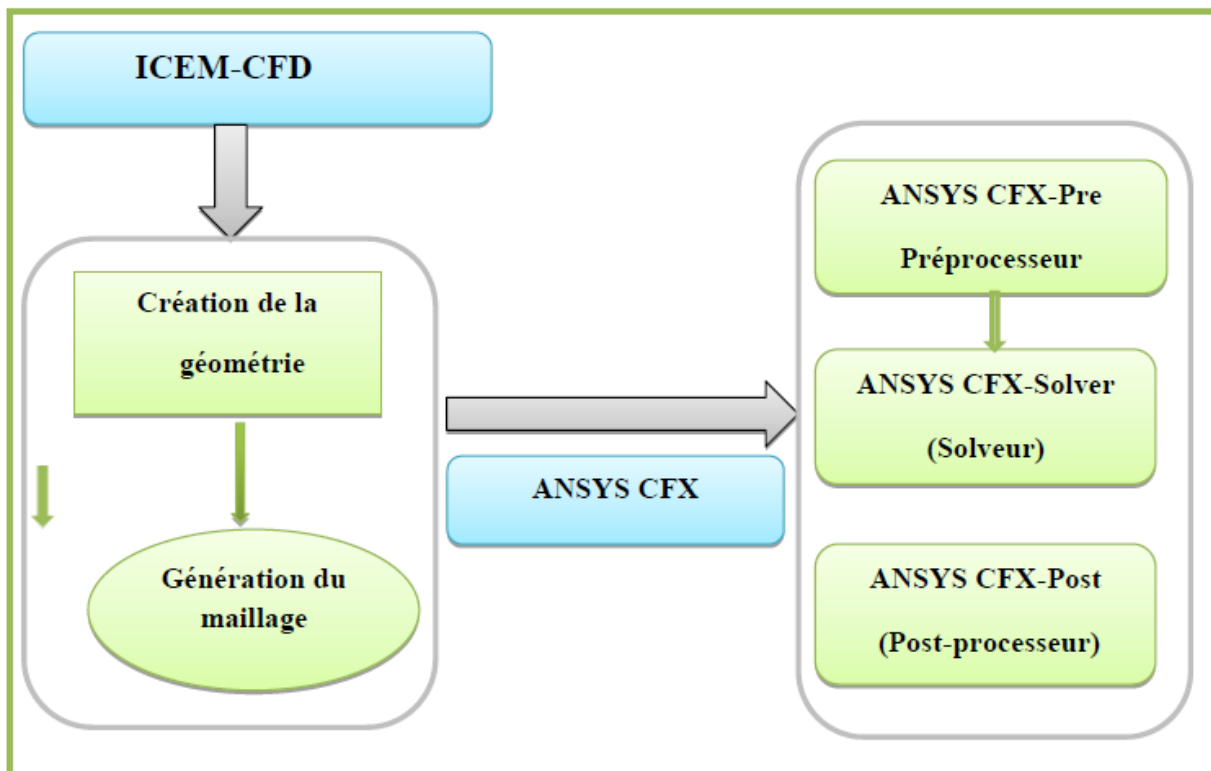 ICEM-CFD
Création de la
géométrie
Génération du
maillage
ANSYS CFX
ANSYS CFX-Pre
Préprocesseur
ANSYS CFX-Solver
(Solveur)
ANSYS CFX-Post
(Post-processeur)